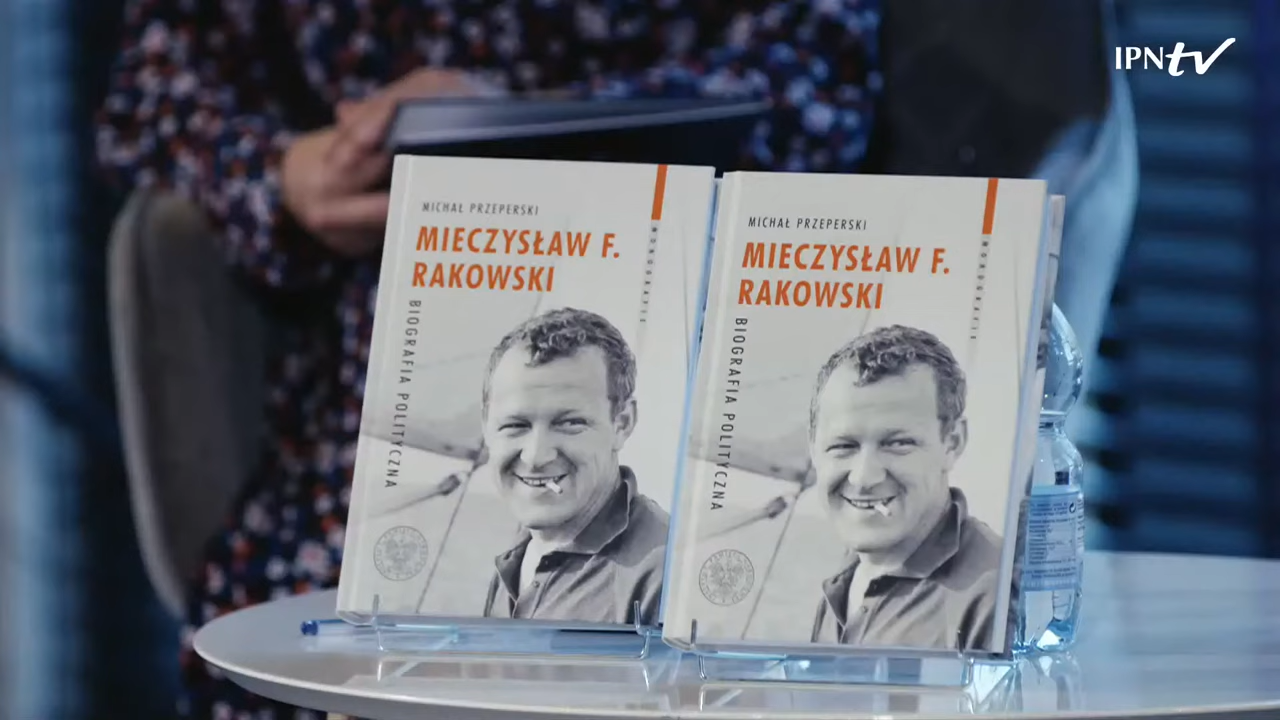 IPNtv
MICHAŁ PRZEPERSKI
MIECZYSŁAW F.
RAKOWSKI
BIOGRAFIA POLITYCZNA
MONOGRAFIE
MICHAŁ PRZEPERSKI
MIECZYSŁAW F.
RAKOWSKI
BIOGRAFIA POLITYCZNA
MONOGRAFIE